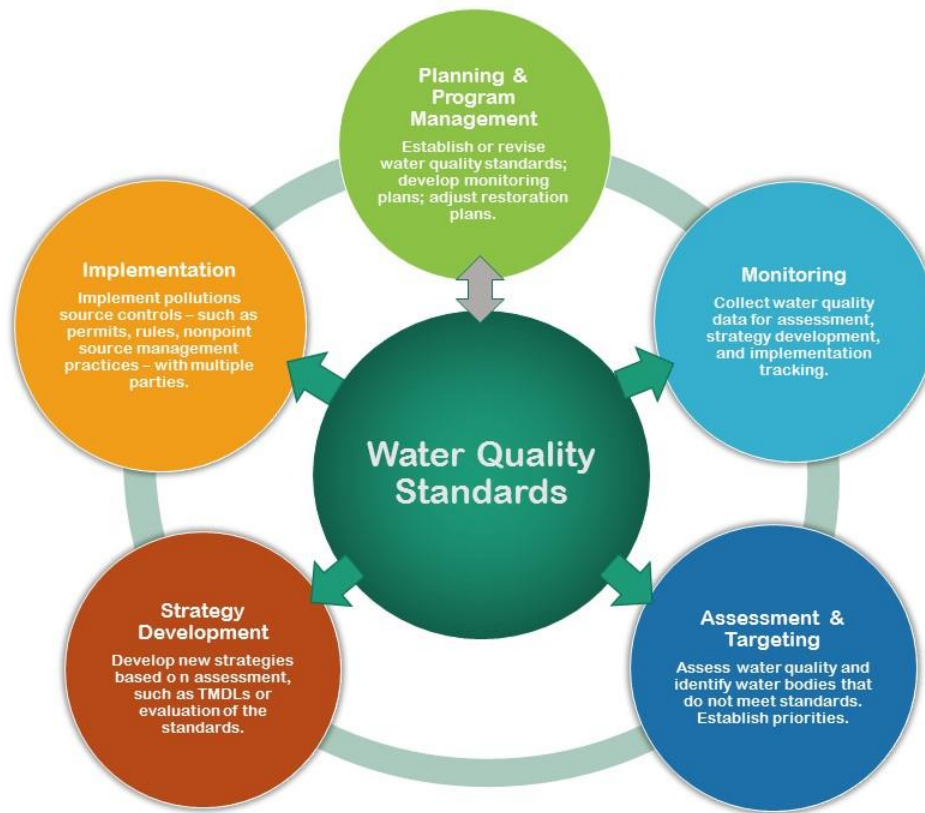 Planning &
Program
Management
Establish or revise
water quality standards;
develop monitoring
plans; adjust restoration
plans.
Implementation
Implement pollutions
source controls – such as
permits, rules, nonpoint
source management
practices – with multiple
parties.
Monitoring
Collect water quality
data for assessment,
strategy development,
and implementation
tracking.
Water Quality
Standards
Strategy
Development
Develop new strategies
based o n assessment,
such as TMDLs or
evaluation of the
standards.
Assessment &
Targeting
Assess water quality and
identify water bodies that
do not meet standards.
Establish priorities.